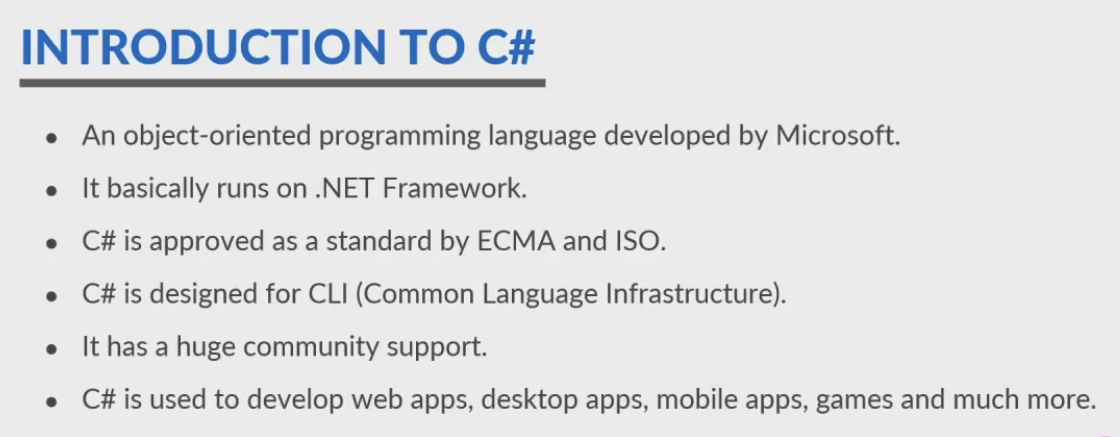 INTRODUCTION TO C#
• An object-oriented programming language developed by Microsoft.
• It basically runs on .NET Framework.
• C# is approved as a standard by ECMA and ISO.
• C# is designed for CLI (Common Language Infrastructure).
• It has a huge community support.
• C# is used to develop web apps, desktop apps, mobile apps, games and much more.